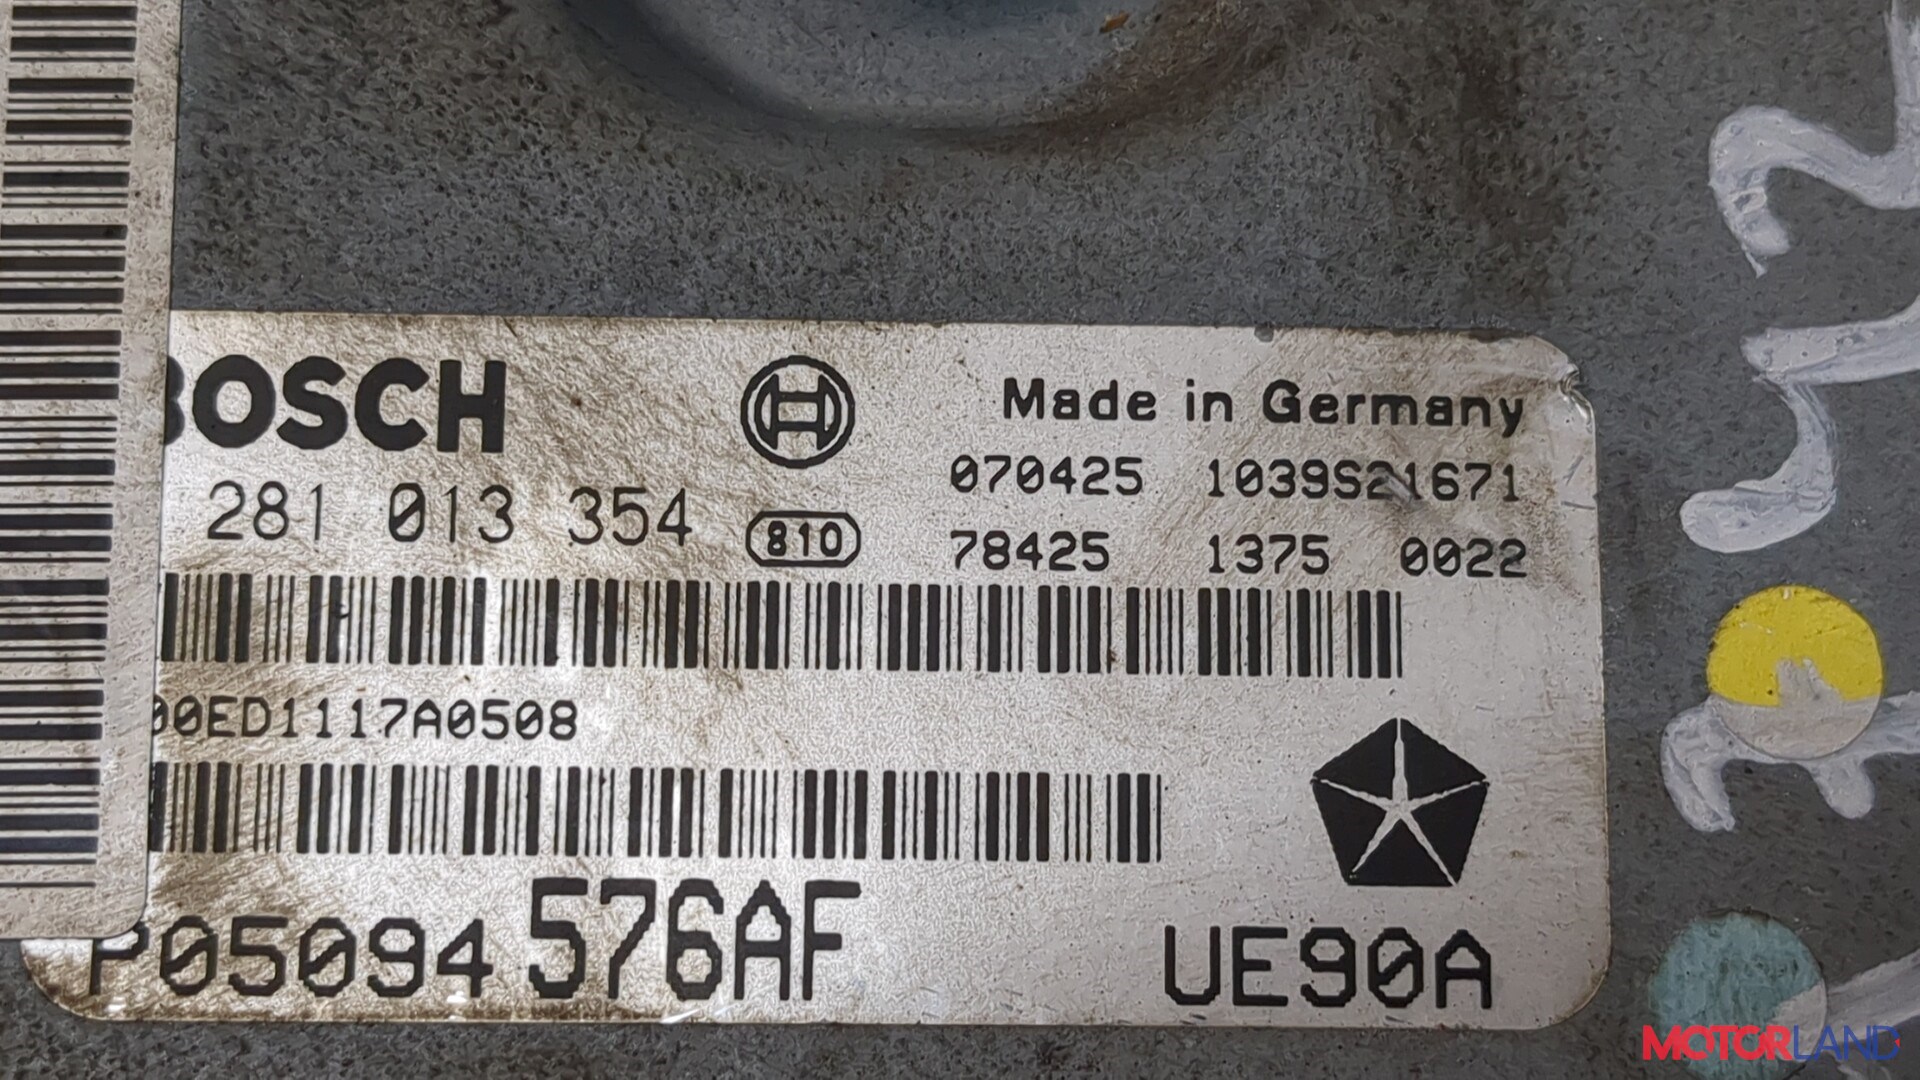 BOSCH
Made in Germany
281 013 354
810
070425 1039S21671
78425 1375 0022
00ED1117A0508
P05094576AF
UE90A
MOTORLAND